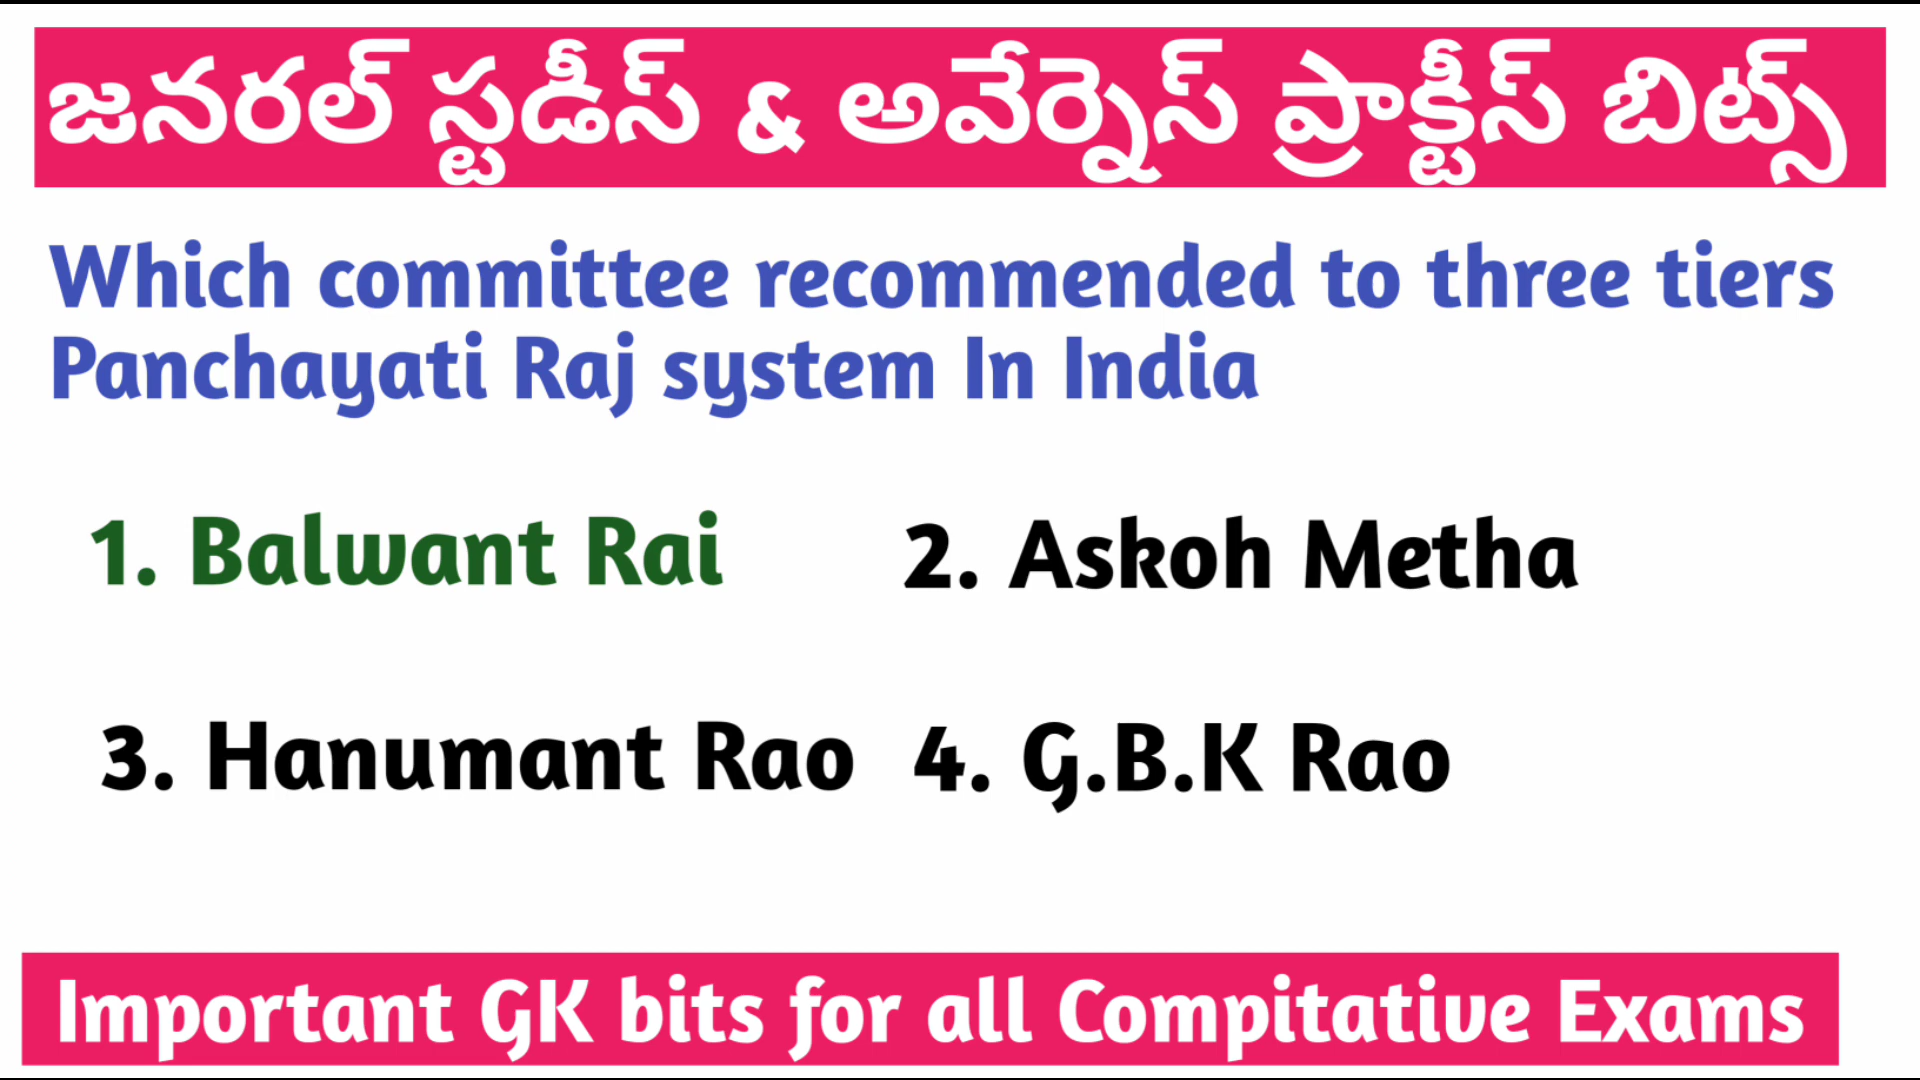 జనరల్ స్టడీస్ & అవేర్నెస్ ప్రాక్టీస్ బిట్స్
Which committee recommended to three tiers
Panchayati Raj system In India
1. Balwant Rai 2. Askoh Metha
3. Hanumant Rao 4. G.B.K Rao
Important GK bits for all Compitative Exams